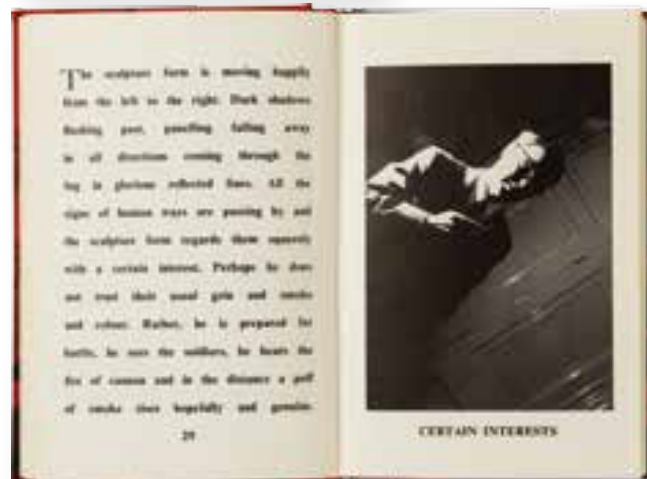 The sculpture form is moving happily
from the left to the right. Dark shadows
flashing past, panelling falling away
in all directions coming through the
fog in glorious reflected lines. All the
signs of human ways are passing by and
the sculpture form regards them squarely
with a certain interest. Perhaps he does
not trust their usual grin and smoke
and colour. Rather, he is prepared for
battle, he sees the soldiers, he hears the
fire of cannon and in the distance a puff
of smoke rises hopefully and genuine
29
CERTAIN INTERESTS